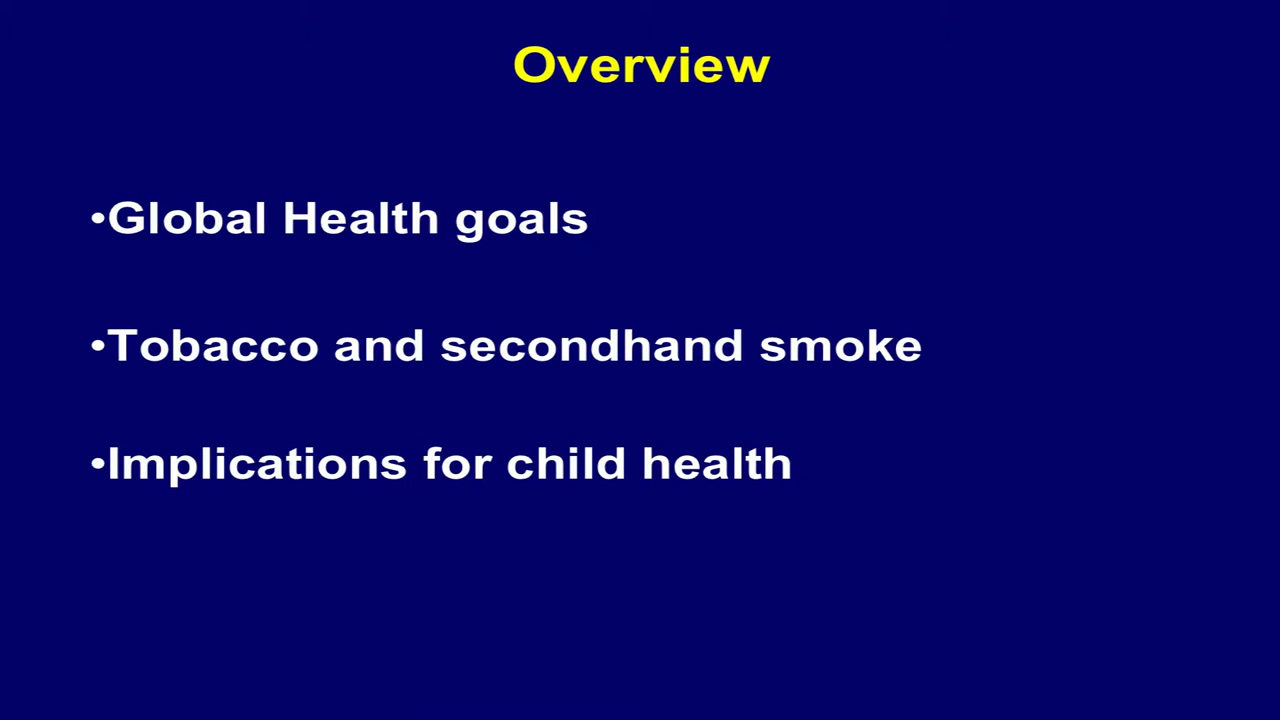 Overview
•Global Health goals
•Tobacco and secondhand smoke
•Implications for child health